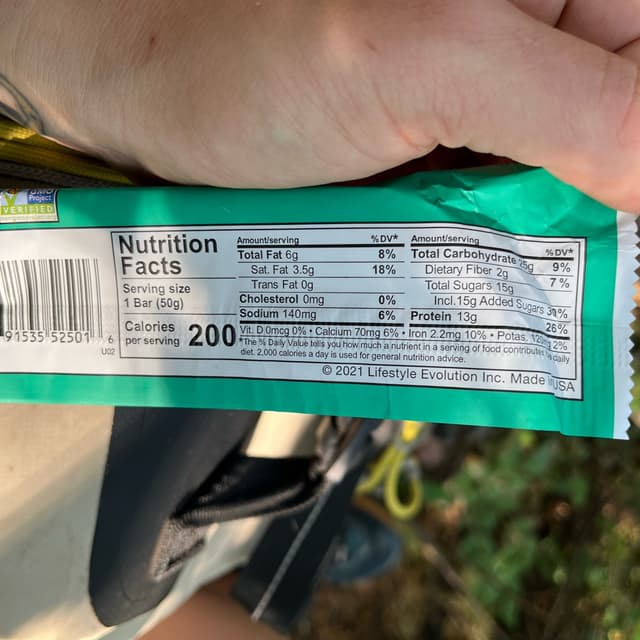 Project
VERIFIED
91535 52501 6
U02
Nutrition
Facts
Serving size
1 Bar (50g)
Calories
per serving
200
Amount/serving %DV*
Total Fat 6g 8%
Sat. Fat 3.5g 18%
Trans Fat 0g
Cholesterol 0mg 0%
Sodium 140mg 6%
Amount/serving %DV*
Total Carbohydrate 25g 9%
Dietary Fiber 2g 7%
Total Sugars 15g
Incl.15g Added Sugars
Protein 13g 26%
Vit. D 0mcg 0% • Calcium 70mg 6% • Iron 2.2mg 10% • Potas. 2%
*The % Daily Value tells you how much a nutrient in a serving of food contributes daily
diet. 2,000 calories a day is used for general nutrition advice.
© 2021 Lifestyle Evolution Inc. Made USA